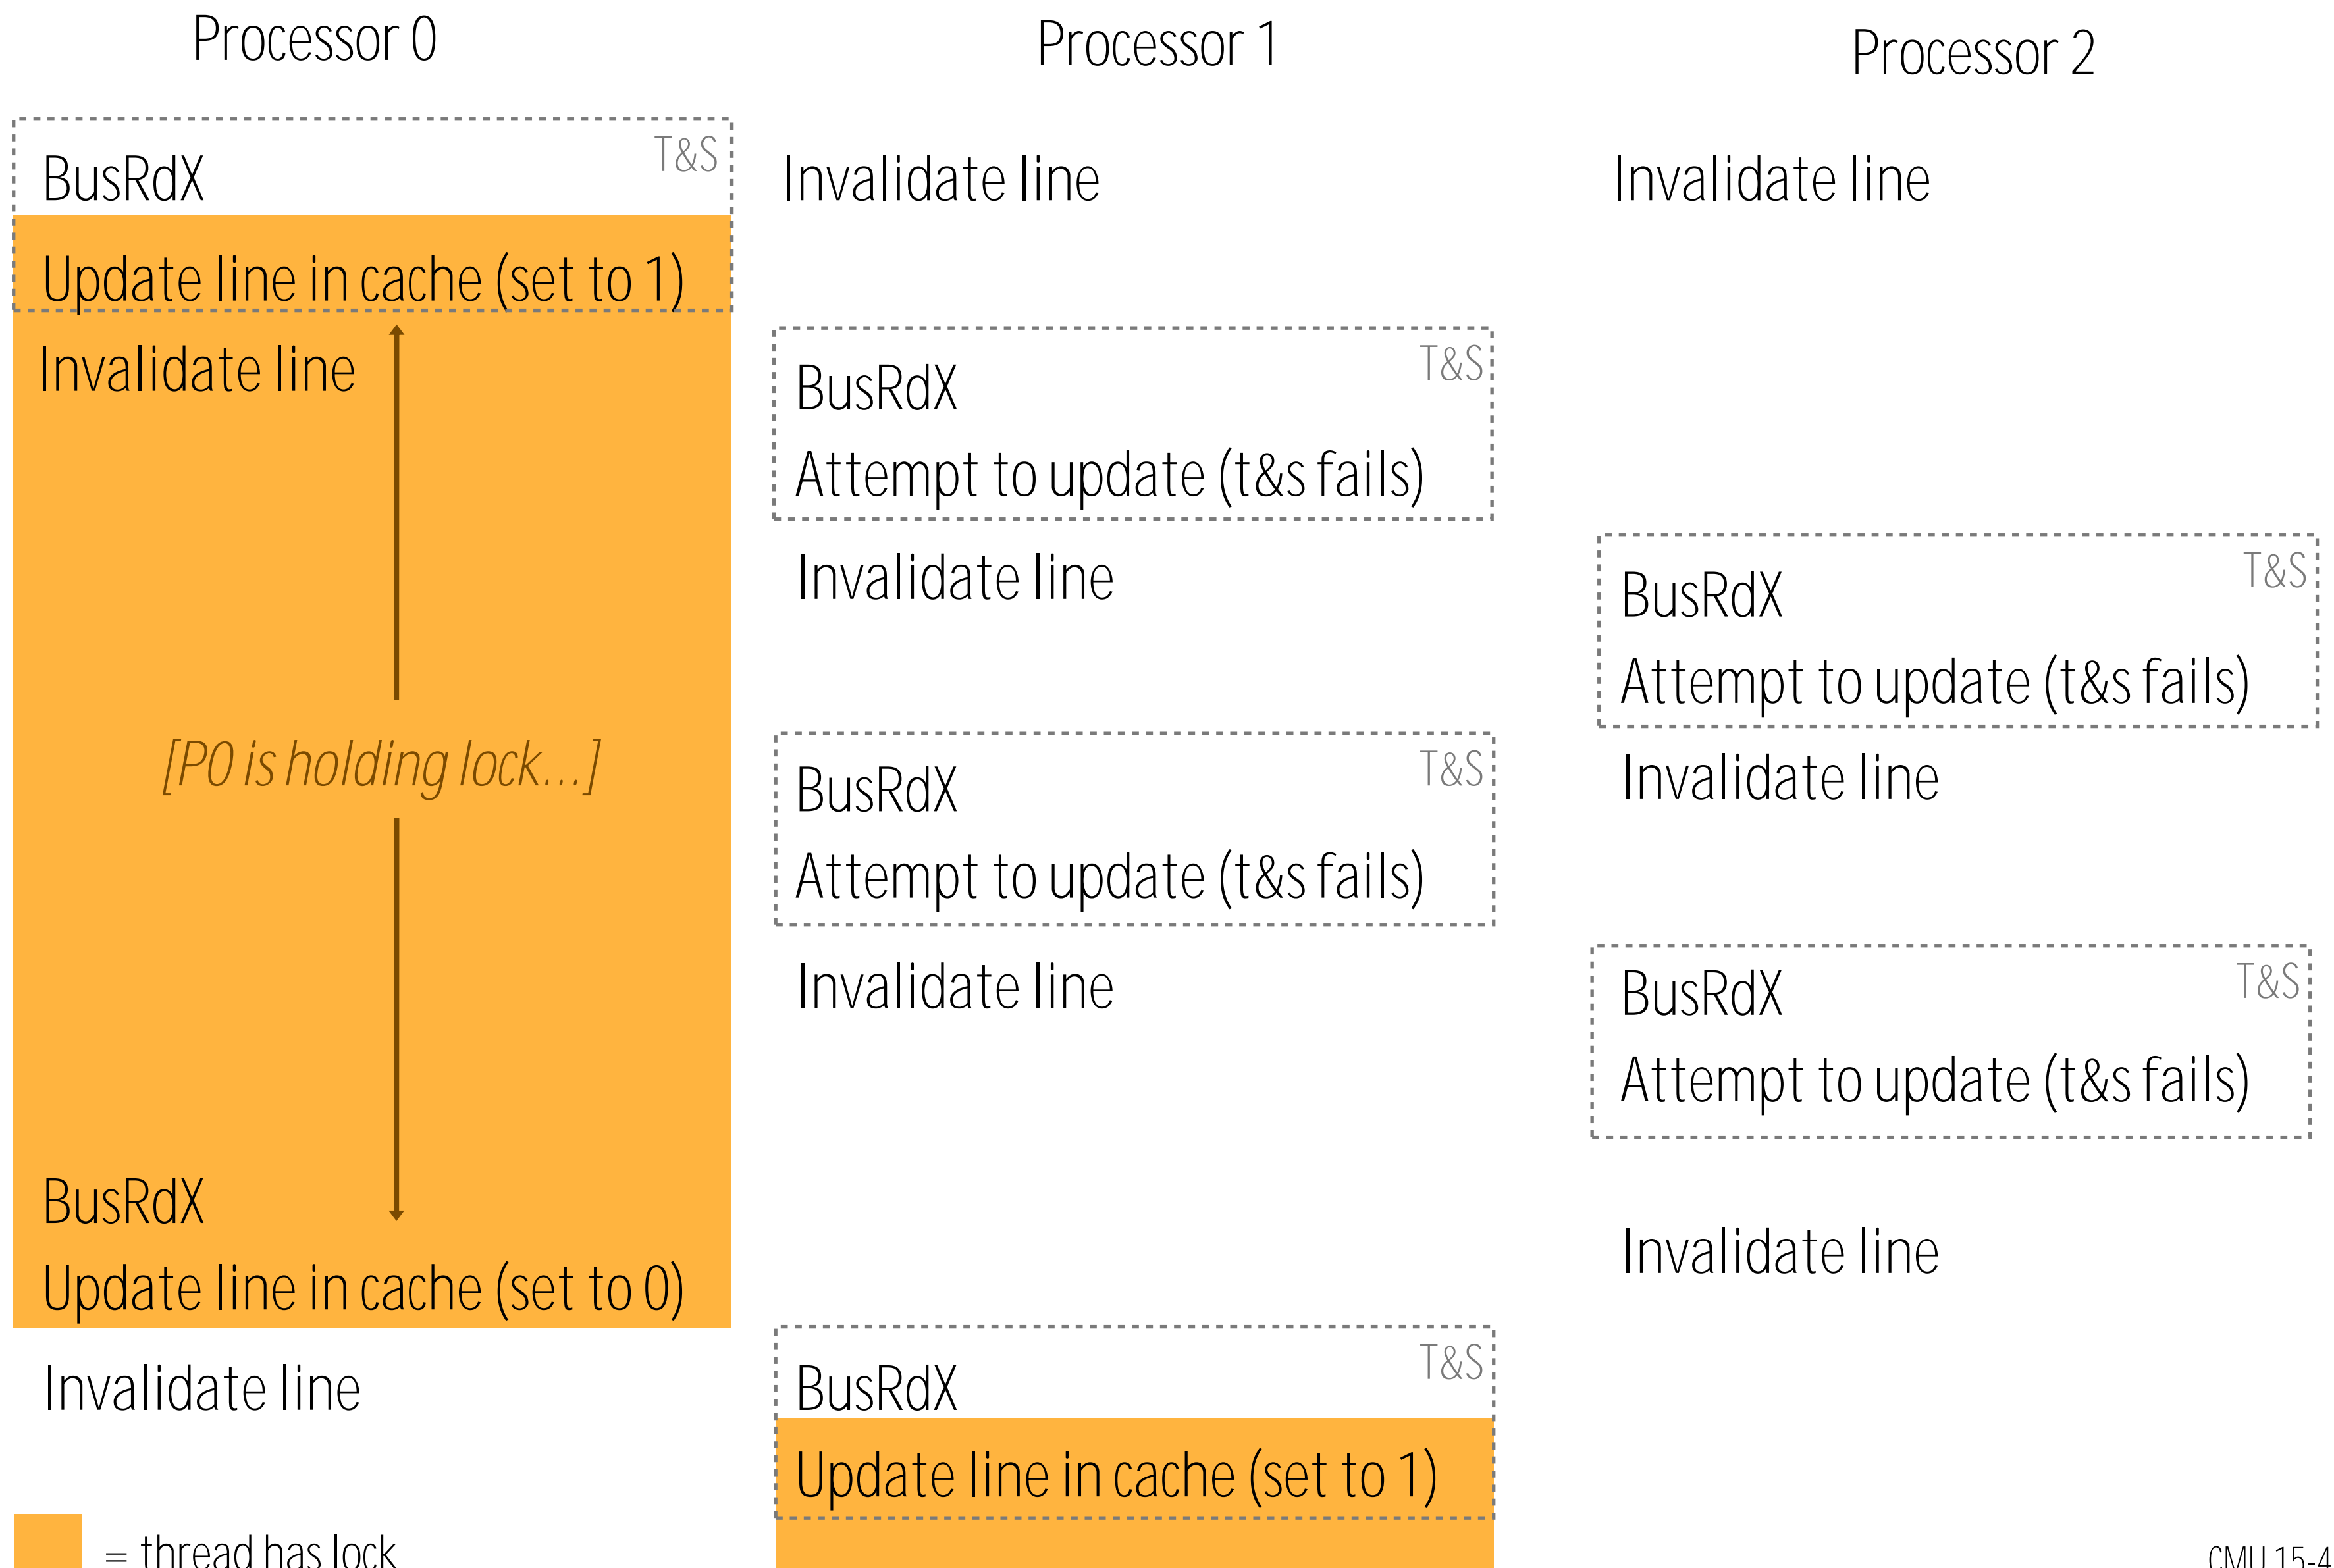 Processor 0
BusRdX
T&S
Update line in cache (set to 1)
Invalidate line
[P0 is holding lock...]
BusRdX
Update line in cache (set to 0)
Invalidate line
= thread has lock
Processor 1
Invalidate line
T&S
BusRdX
Attempt to update (t&s fails)
Invalidate line
T&S
BusRdX
Attempt to update (t&s fails)
Invalidate line
T&S
BusRdX
Update line in cache (set to 1)
Processor 2
Invalidate line
T&S
BusRdX
Attempt to update (t&s fails)
Invalidate line
T&S
BusRdX
Attempt to update (t&s fails)
Invalidate line
CMU 15-4